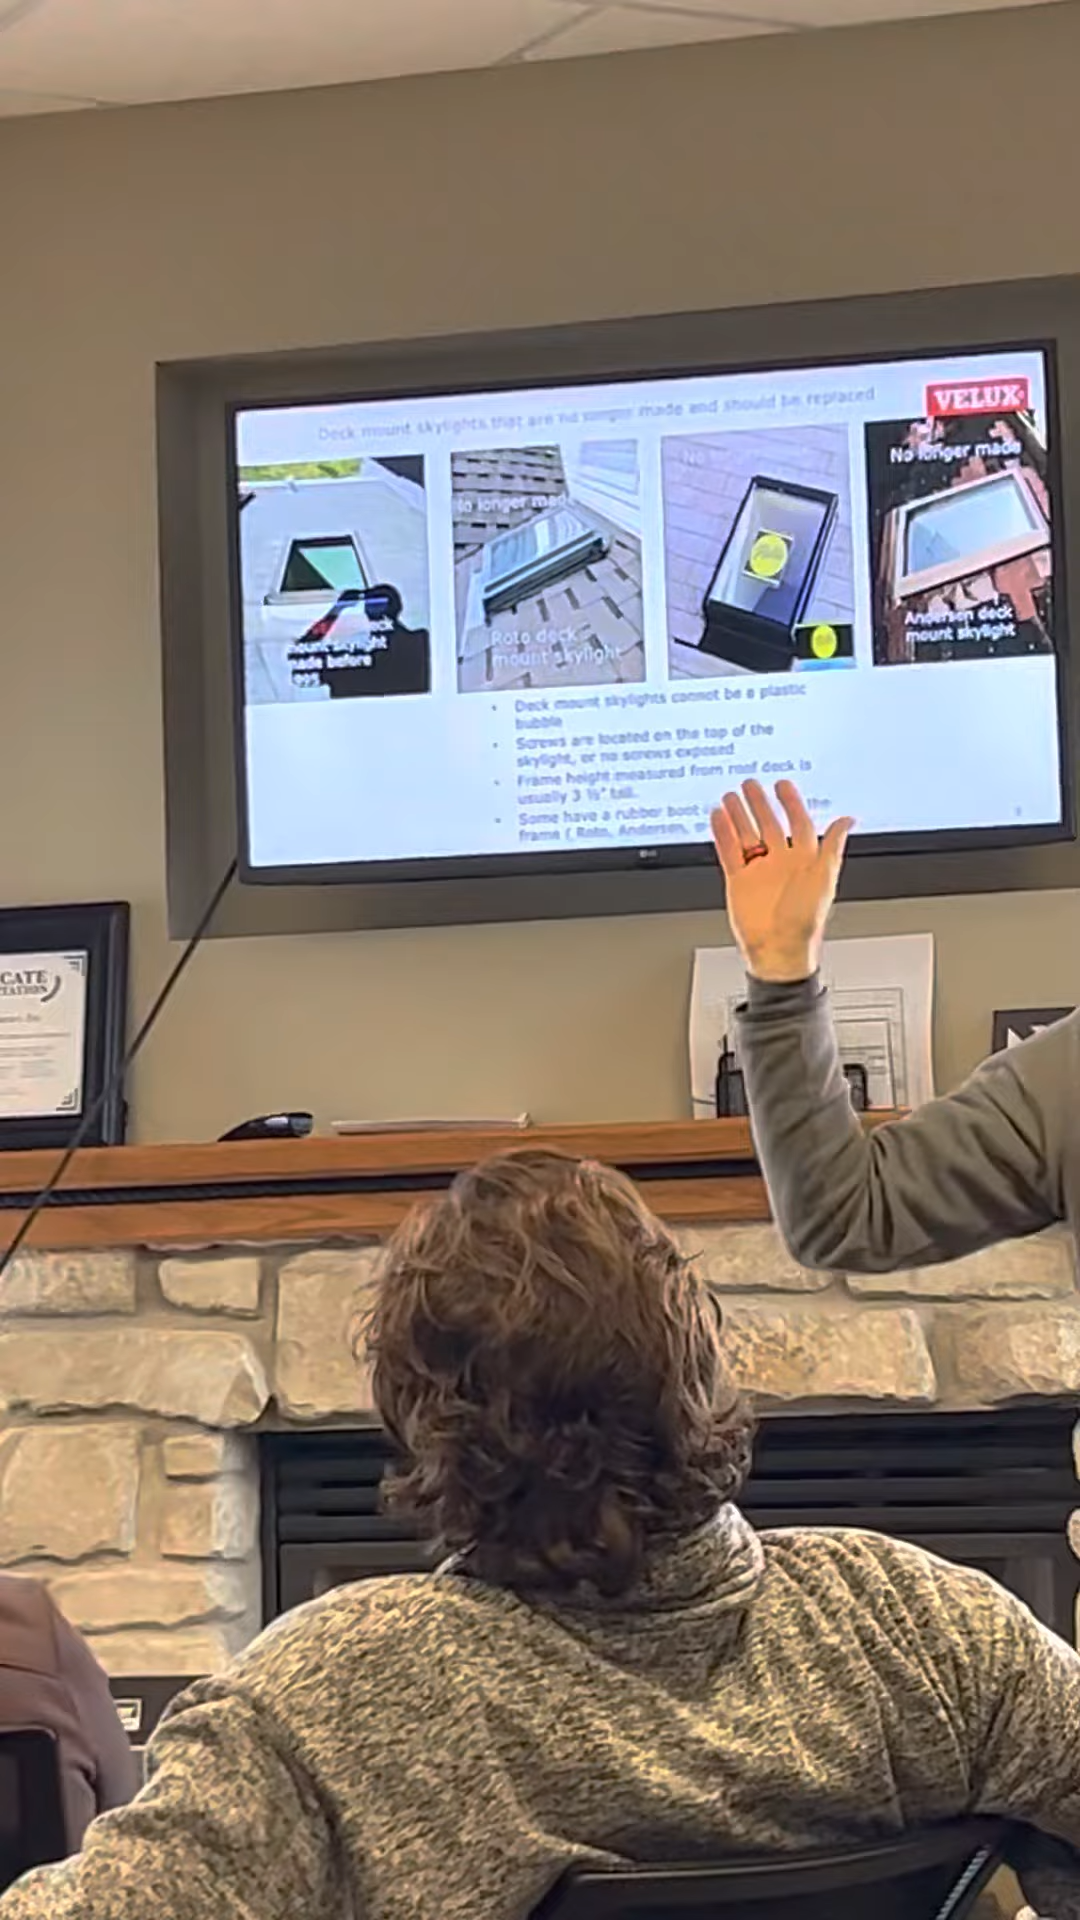 VELUX
Deck mount skylights that are no longer made and should be replaced
No longer made
No longer made
mount skylight
made before
Roto deck
mount skylight
Andersen deck
mount skylight
• Deck mount skylights cannot be a plastic
bubble
• Screws are located on the top of the
skylight, or no screws exposed
• Frame height measured from roof deck is
usually 3 ½" tall.
• Some have a rubber boot the
frame ( Roto, Andersen,
LG
CATE